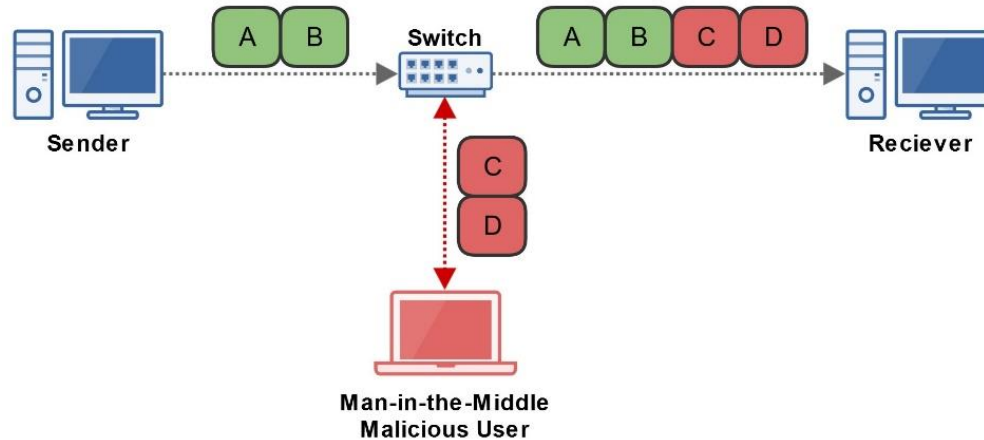 A B
Switch
A B C D
Sender
Reciever
C
D
Man-in-the-Middle
Malicious User